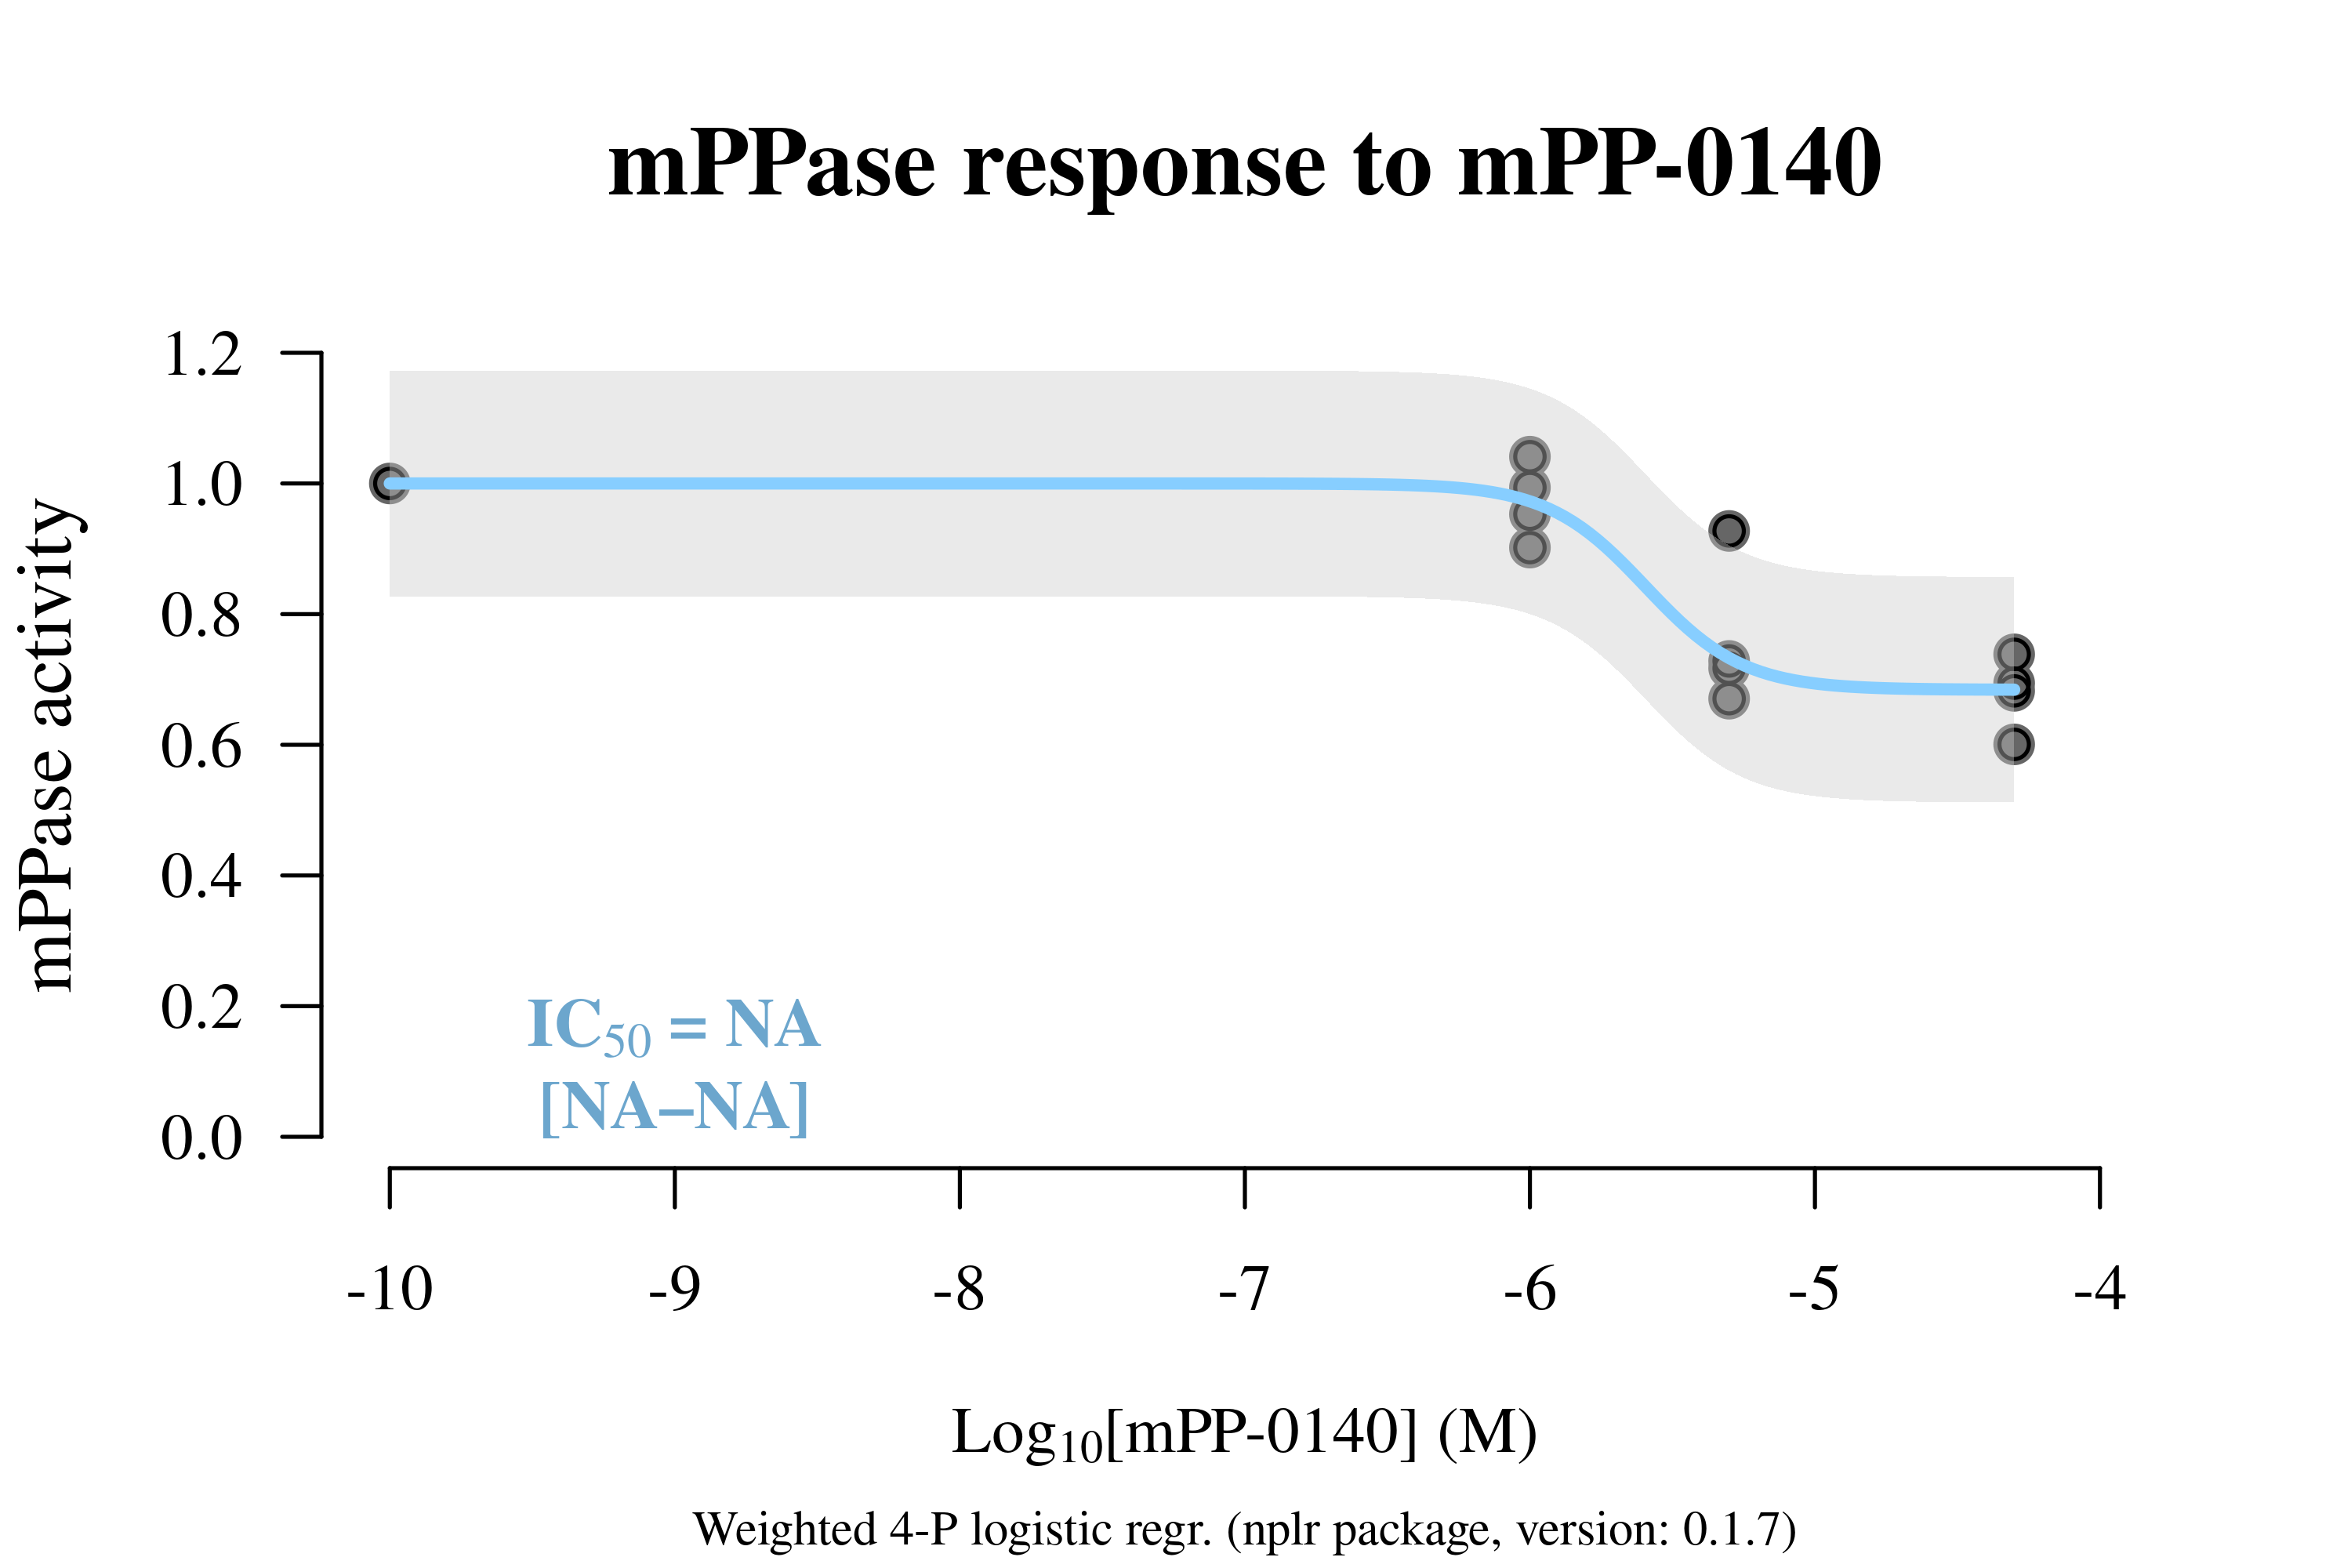 mPPase response to mPP-0140
mPPase activity
1.2
1.0
0.8
0.6
0.4
0.2
0.0
IC50 = NA
[NA–NA]
-10 -9 -8 -7 -6 -5 -4
Log10[mPP-0140] (M)
Weighted 4-P logistic regr. (nplr package, version: 0.1.7)